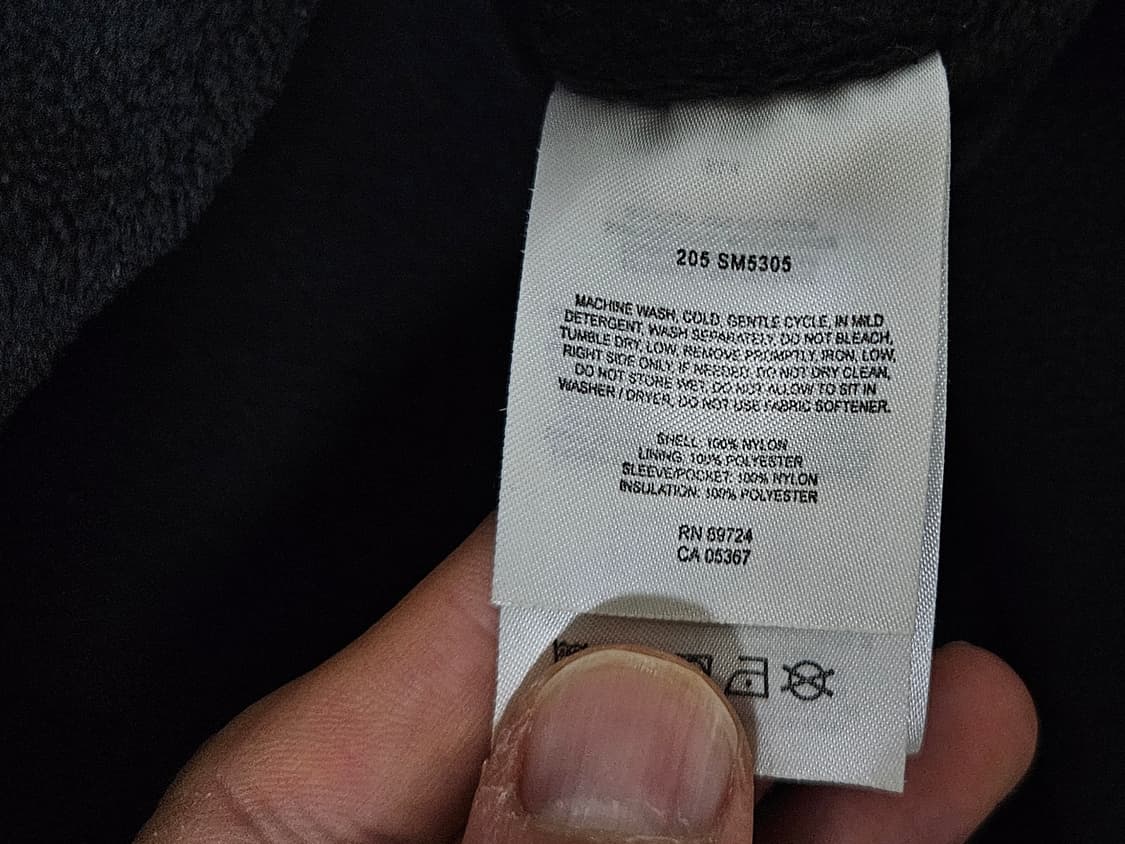 205 SM5305
MACHINE WASH, COLD, GENTLE CYCLE, IN MILD
DETERGENT, WASH SEPARATELY, DO NOT BLEACH,
TUMBLE DRY, LOW, REMOVE PROMPTLY, IRON, LOW,
RIGHT SIDE ONLY, IF NEEDED, DO NOT DRY CLEAN,
DO NOT STORE WET, DO NOT ALLOW TO SIT IN
WASHER / DRYER, DO NOT USE FABRIC SOFTENER.
SHELL: 100% NYLON
LINING: 100% POLYESTER
SLEEVE/POCKET: 100% NYLON
INSULATION: 100% POLYESTER
RN 69724
CA 05367